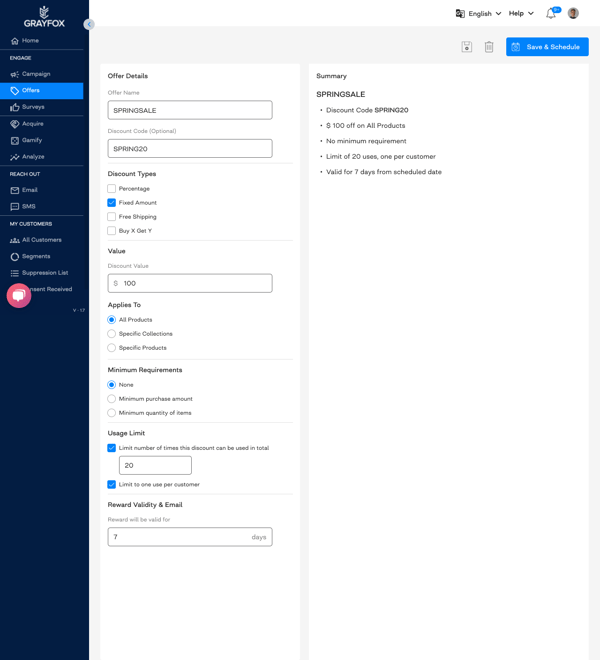 GRAYFOX
English
Help
9+
Home
ENGAGE
Campaign
Offers
Surveys
Acquire
Gamify
Analyze
REACH OUT
Email
SMS
MY CUSTOMERS
All Customers
Segments
Suppression List
nsent Received
V : 1.7
Save & Schedule
Offer Details
Offer Name
SPRINGSALE
Discount Code (Optional)
SPRING20
Discount Types
Percentage
Fixed Amount
Free Shipping
Buy X Get Y
Value
Discount Value
$ 100
Applies To
All Products
Specific Collections
Specific Products
Minimum Requirements
None
Minimum purchase amount
Minimum quantity of items
Usage Limit
Limit number of times this discount can be used in total
20
Limit to one use per customer
Reward Validity & Email
Reward will be valid for
7 days
Summary
SPRINGSALE
• Discount Code SPRING20
• $ 100 off on All Products
• No minimum requirement
• Limit of 20 uses, one per customer
• Valid for 7 days from scheduled date